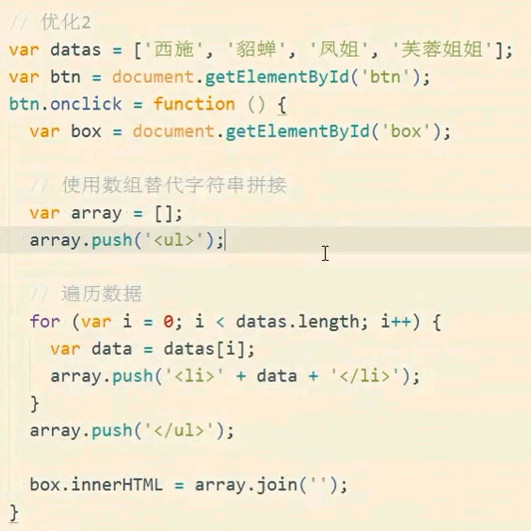 // 优化2
var datas = ['西施', '貂蝉', '凤姐', '芙蓉姐姐'];
var btn = document.getElementById('btn');
btn.onclick = function () {
var box = document.getElementById('box');
// 使用数组替代字符串拼接
var array = [];
array.push('<ul>');
// 遍历数据
for (var i = 0; i < datas.length; i++) {
var data = datas[i];
array.push('<li>' + data + '</li>');
}
array.push('</ul>');
box.innerHTML = array.join('');
}